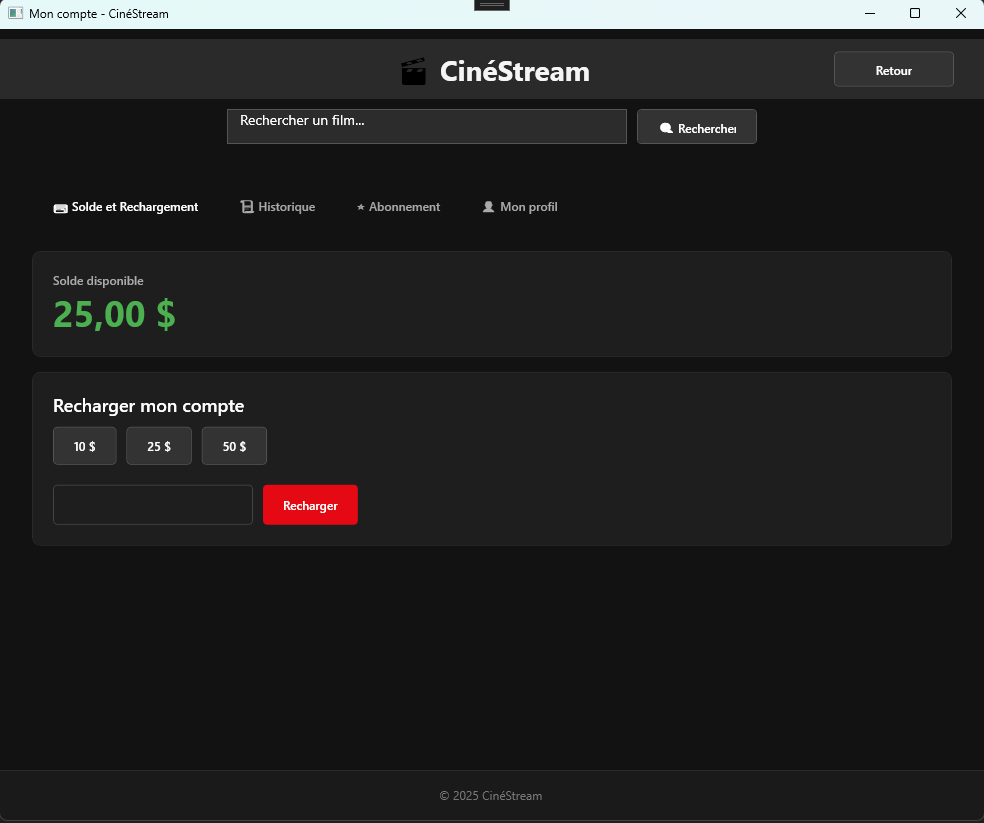 Mon compte - CinéStream
CinéStream
Retour
Rechercher un film...
Rechercher
Solde et Rechargement
Historique
Abonnement
Mon profil
Solde disponible
25,00 $
Recharger mon compte
10 $
25 $
50 $
Recharger
© 2025 CinéStream